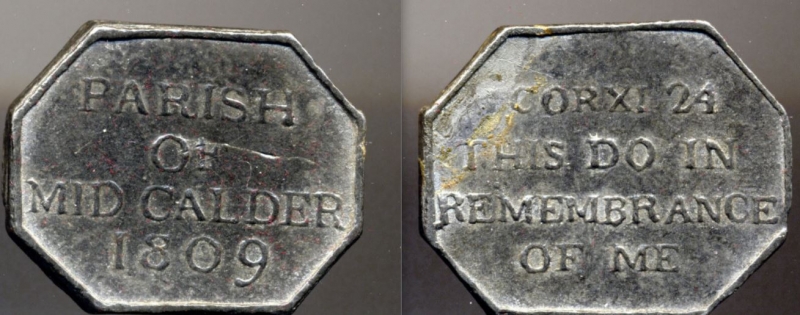 PARISH
OF
MID CALDER
1809
I COR XI 24
THIS DO IN
REMEMBRANCE
OF ME